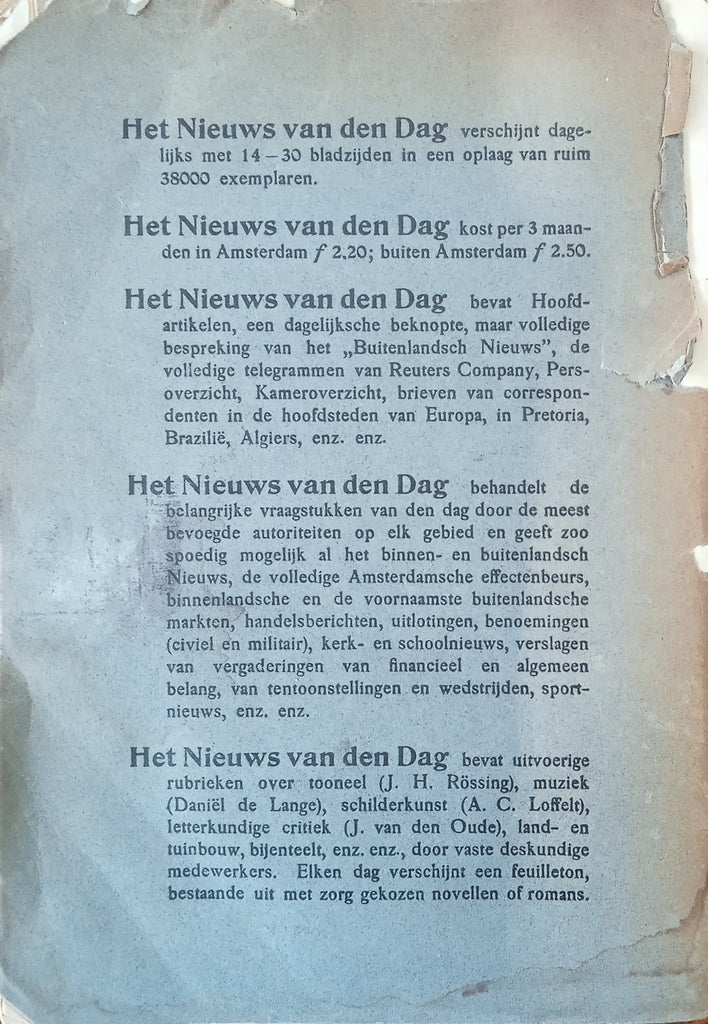 Het Nieuws van den Dag verschijnt dage-
lijks met 14–30 bladzijden in een oplaag van ruim
38000 exemplaren.
Het Nieuws van den Dag kost per 3 maan-
den in Amsterdam f 2.20; buiten Amsterdam f 2.50.
Het Nieuws van den Dag bevat Hoofd-
artikelen, een dagelijksche beknopte, maar volledige
bespreking van het „Buitenlandsch Nieuws”, de
volledige telegrammen van Reuters Company, Pers-
overzicht, Kameroverzicht, brieven van correspon-
denten in de hoofdsteden van Europa, in Pretoria,
Brazilië, Algiers, enz. enz.
Het Nieuws van den Dag behandelt de
belangrijke vraagstukken van den dag door de meest
bevoegde autoriteiten op elk gebied en geeft zoo
spoedig mogelijk al het binnen- en buitenlandsch
Nieuws, de volledige Amsterdamsche effectenbeurs,
binnenlandsche en de voornaamste buitenlandsche
markten, handelsberichten, uitlotingen, benoemingen
(civiel en militair), kerk- en schoolnieuws, verslagen
van vergaderingen van financieel en algemeen
belang, van tentoonstellingen en wedstrijden, sport-
nieuws, enz. enz.
Het Nieuws van den Dag bevat uitvoerige
rubrieken over tooneel (J. H. Rössing), muziek
(Daniël de Lange), schilderkunst (A. C. Loffelt),
letterkundige critiek (J. van den Oude), land- en
tuinbouw, bijenteelt, enz. enz., door vaste deskundige
medewerkers. Elken dag verschijnt een feuilleton,
bestaande uit met zorg gekozen novellen of romans.